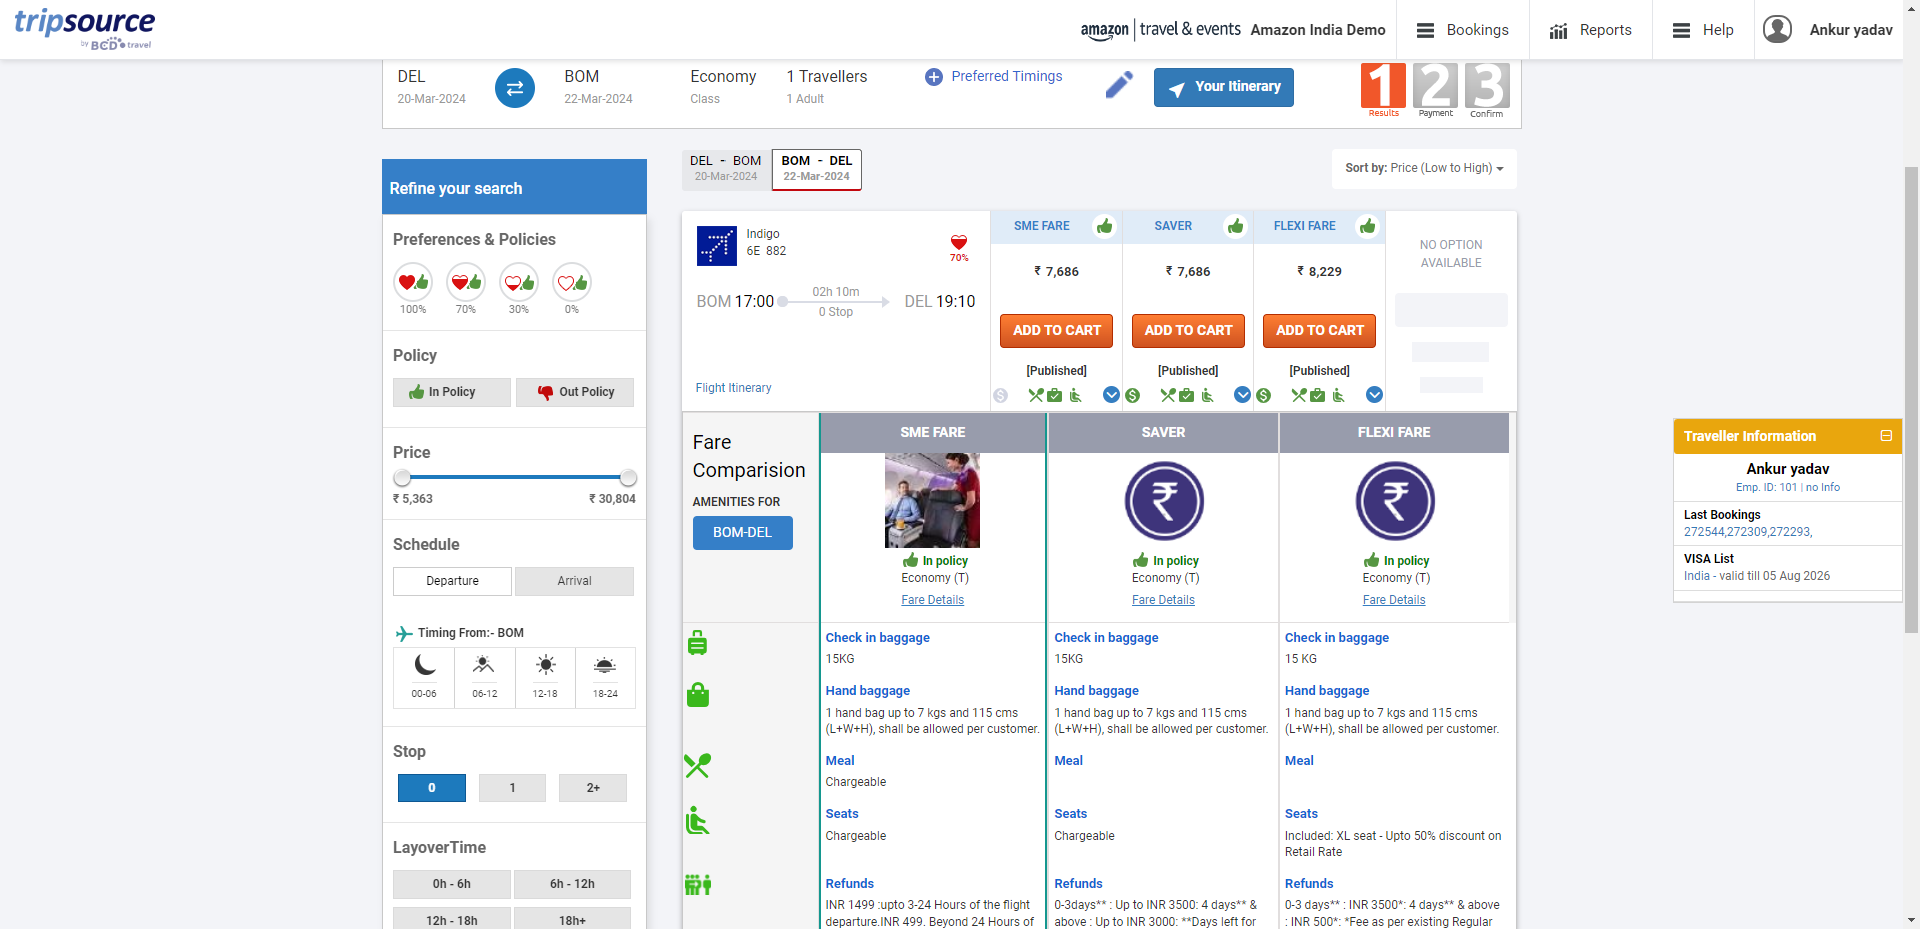 tripsource
by BCD travel
amazon | travel & events Amazon India Demo
Bookings
Reports
Help
Ankur yadav
DEL
20-Mar-2024
BOM
22-Mar-2024
Economy
Class
1 Travellers
1 Adult
Preferred Timings
Your Itinerary
1 2 3
Results Payment Confirm
Refine your search
Preferences & Policies
100% 70% 30% 0%
Policy
In Policy
Out Policy
Price
₹ 5,363 ₹ 30,804
Schedule
Departure Arrival
Timing From:- BOM
00-06 06-12 12-18 18-24
Stop
0 1 2+
LayoverTime
0h - 6h 6h - 12h
12h - 18h 18h+
DEL - BOM
20-Mar-2024
BOM - DEL
22-Mar-2024
Sort by: Price (Low to High)
Indigo
6E 882
70%
BOM 17:00
02h 10m
0 Stop
DEL 19:10
Flight Itinerary
SME FARE
₹ 7,686
ADD TO CART
[Published]
SAVER
₹ 7,686
ADD TO CART
[Published]
FLEXI FARE
₹ 8,229
ADD TO CART
[Published]
NO OPTION
AVAILABLE
Fare
Comparision
AMENITIES FOR
BOM-DEL
SME FARE
In policy
Economy (T)
Fare Details
Check in baggage
15KG
Hand baggage
1 hand bag up to 7 kgs and 115 cms
(L+W+H), shall be allowed per customer.
Meal
Chargeable
Seats
Chargeable
Refunds
INR 1499 :upto 3-24 Hours of the flight
departure.INR 499. Beyond 24 Hours of
SAVER
₹
In policy
Economy (T)
Fare Details
Check in baggage
15KG
Hand baggage
1 hand bag up to 7 kgs and 115 cms
(L+W+H), shall be allowed per customer.
Meal
Seats
Chargeable
Refunds
0-3days** : Up to INR 3500: 4 days** &
above : Up to INR 3000: **Days left for
FLEXI FARE
₹
In policy
Economy (T)
Fare Details
Check in baggage
15 KG
Hand baggage
1 hand bag up to 7 kgs and 115 cms
(L+W+H), shall be allowed per customer.
Meal
Seats
Included: XL seat - Upto 50% discount on
Retail Rate
Refunds
0-3 days** : INR 3500*: 4 days** & above
: INR 500*: *Fee as per existing Regular
Traveller Information
Ankur yadav
Emp. ID: 101 | no Info
Last Bookings
272544,272309,272293,
VISA List
India - valid till 05 Aug 2026